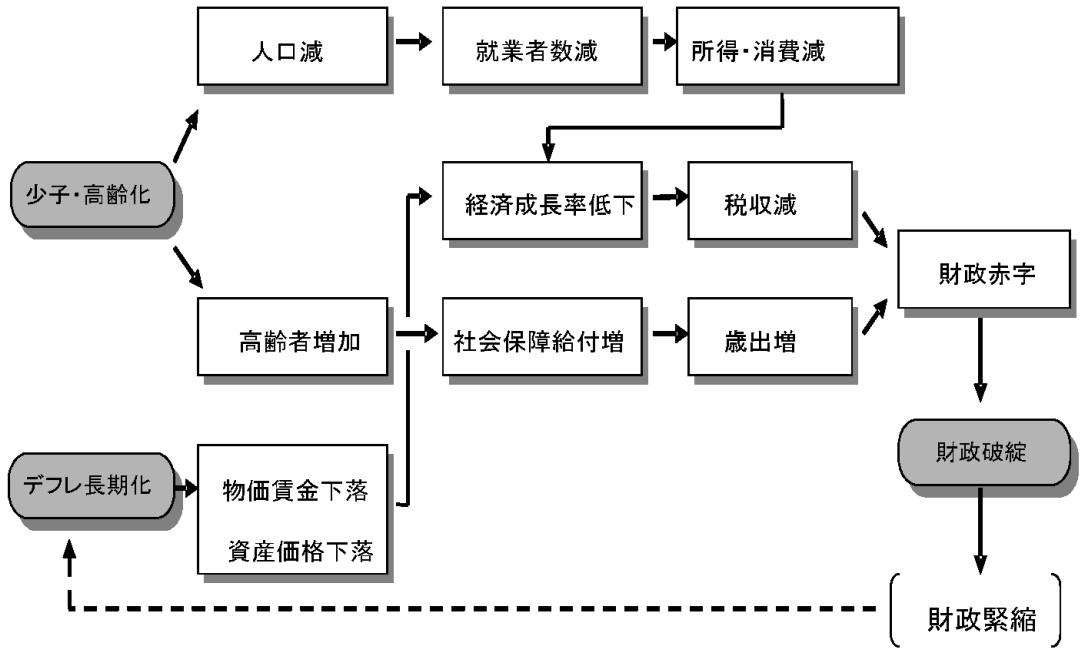 人口減
就業者数減
所得・消費減
少子・高齢化
経済成長率低下
税収減
財政赤字
高齢者増加
社会保障給付増
歳出増
財政破綻
デフレ長期化
物価賃金下落
資産価格下落
財政緊縮